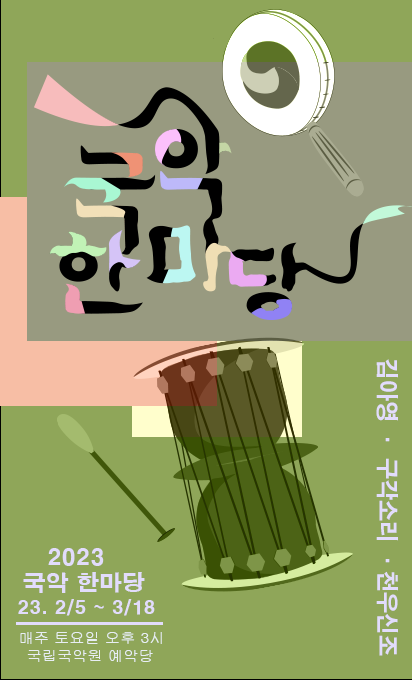 국악
한마당
김아영 · 구각소리 · 천우신조
2023
국악 한마당
23. 2/5 ~ 3/18
매주 토요일 오후 3시
국립국악원 예악당